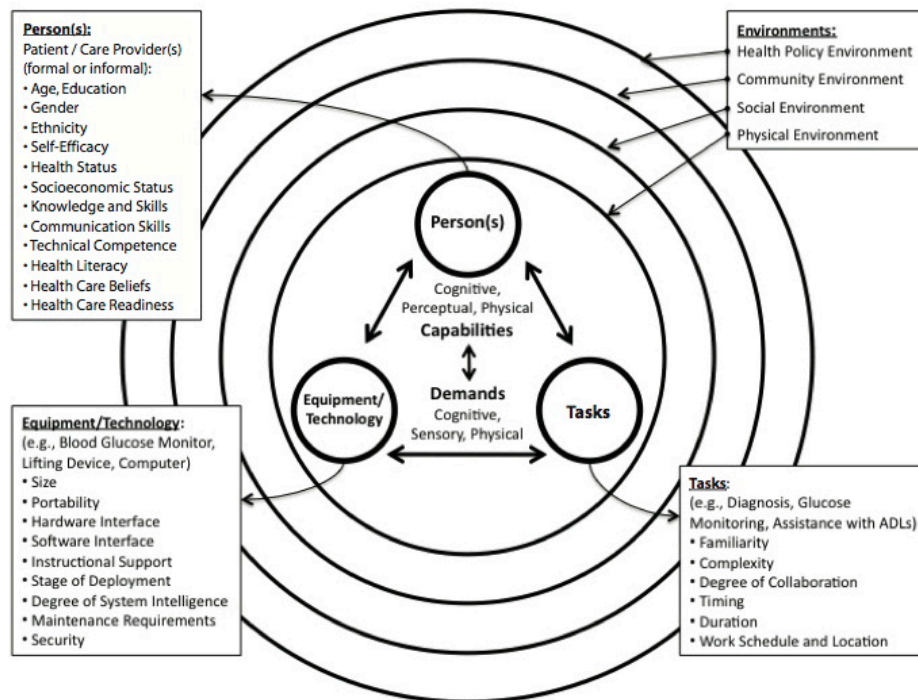 Person(s):
Patient / Care Provider(s)
(formal or informal):
• Age, Education
• Gender
• Ethnicity
• Self-Efficacy
• Health Status
• Socioeconomic Status
• Knowledge and Skills
• Communication Skills
• Technical Competence
• Health Literacy
• Health Care Beliefs
• Health Care Readiness
Environments:
Health Policy Environment
Community Environment
Social Environment
Physical Environment
Person(s)
Cognitive,
Perceptual, Physical
Capabilities
Demands
Cognitive,
Sensory, Physical
Equipment/
Technology
Tasks
Equipment/Technology:
(e.g., Blood Glucose Monitor,
Lifting Device, Computer)
• Size
• Portability
• Hardware Interface
• Software Interface
• Instructional Support
• Stage of Deployment
• Degree of System Intelligence
• Maintenance Requirements
• Security
Tasks:
(e.g., Diagnosis, Glucose
Monitoring, Assistance with ADLs)
• Familiarity
• Complexity
• Degree of Collaboration
• Timing
• Duration
• Work Schedule and Location